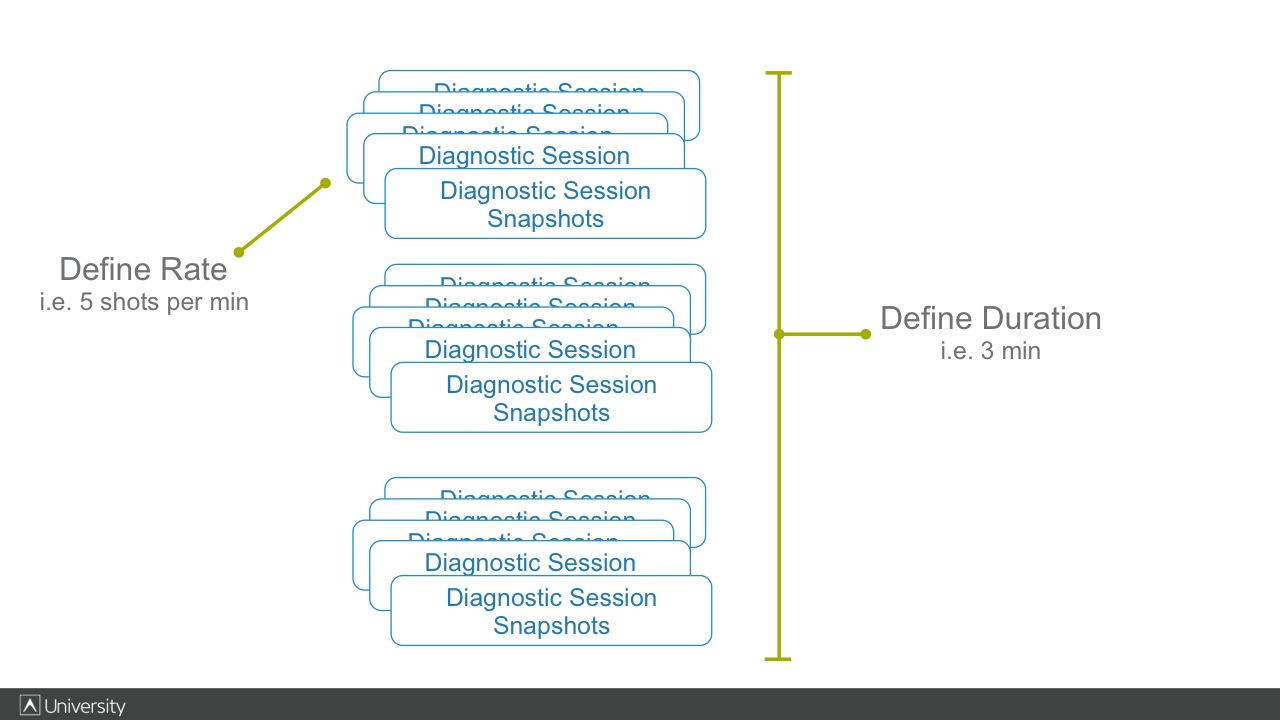 Diagnostic Session
Diagnostic Session
Diagnostic Session
Diagnostic Session
Diagnostic Session
Snapshots
Define Rate
i.e. 5 shots per min
Diagnostic Session
Diagnostic Session
Diagnostic Session
Diagnostic Session
Diagnostic Session
Snapshots
Define Duration
i.e. 3 min
Diagnostic Session
Diagnostic Session
Diagnostic Session
Diagnostic Session
Diagnostic Session
Snapshots
University